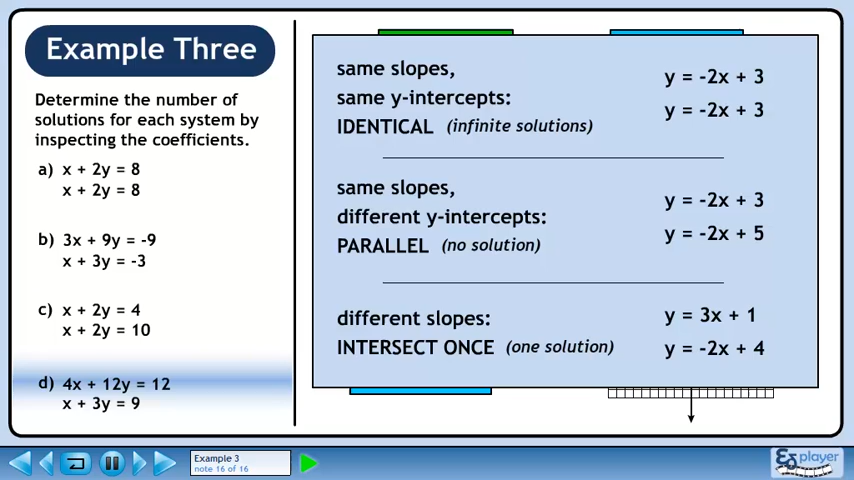 Example Three
Determine the number of
solutions for each system by
inspecting the coefficients.
a) x + 2y = 8
x + 2y = 8
b) 3x + 9y = -9
x + 3y = -3
c) x + 2y = 4
x + 2y = 10
d) 4x + 12y = 12
x + 3y = 9
same slopes,
same y-intercepts:
IDENTICAL (infinite solutions)
y = -2x + 3
y = -2x + 3
same slopes,
different y-intercepts:
PARALLEL (no solution)
y = -2x + 3
y = -2x + 5
different slopes:
INTERSECT ONCE (one solution)
y = 3x + 1
y = -2x + 4
Example 3
note 16 of 16
player